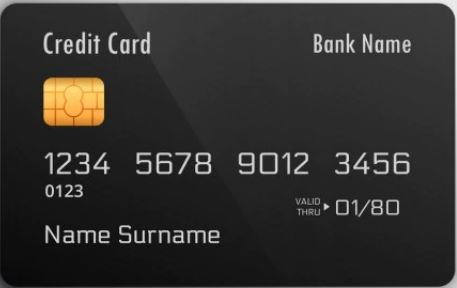 Credit Card Bank Name
1234 5678 9012 3456
0123
VALID THRU 01/80
Name Surname